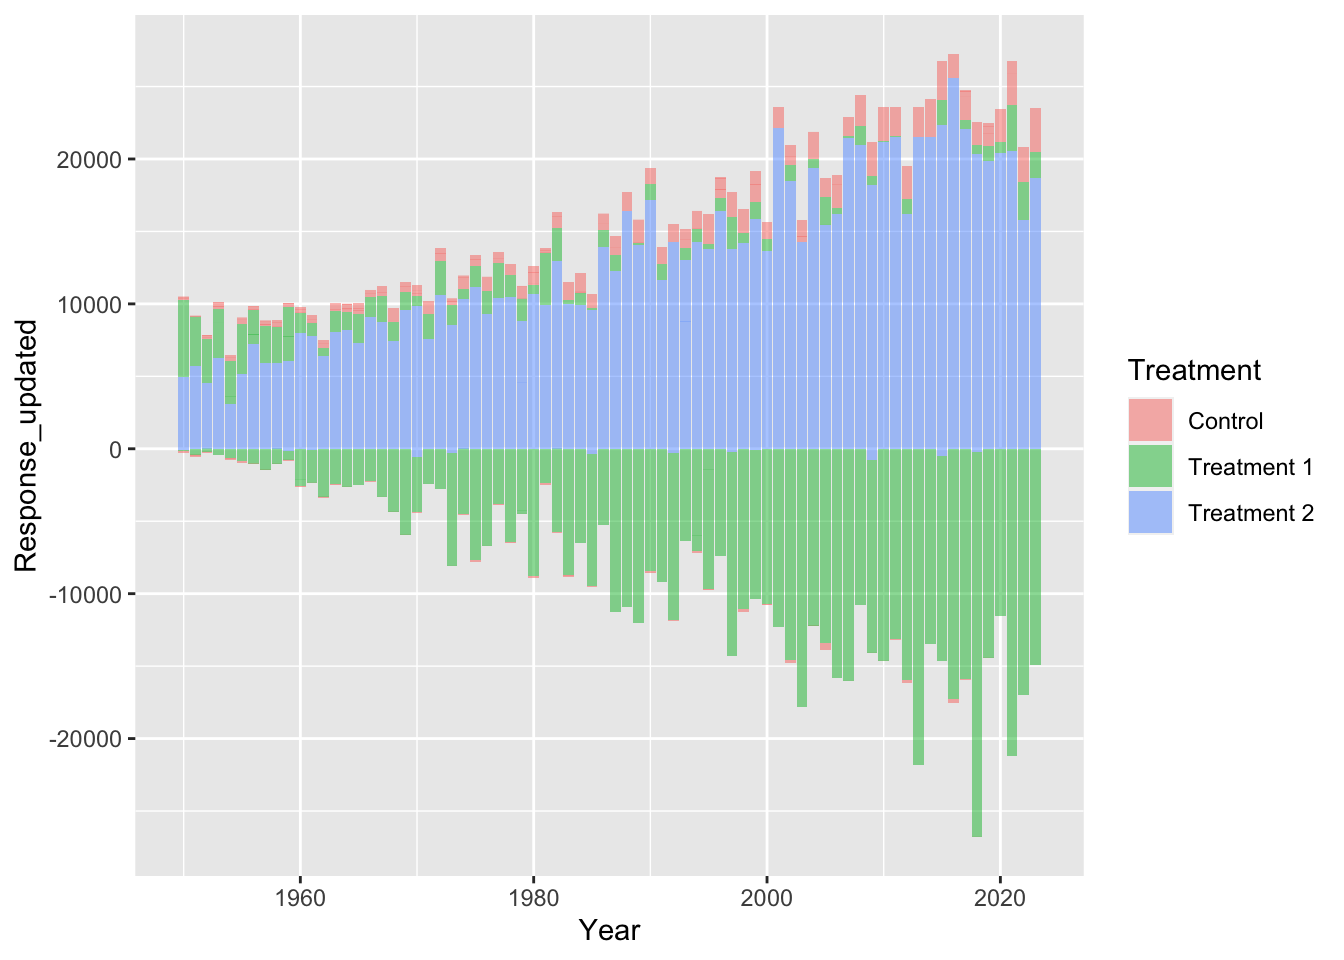 20000
10000
0
-10000
-20000
Response_updated
1960
1980
2000
2020
Year
Treatment
Control
Treatment 1
Treatment 2